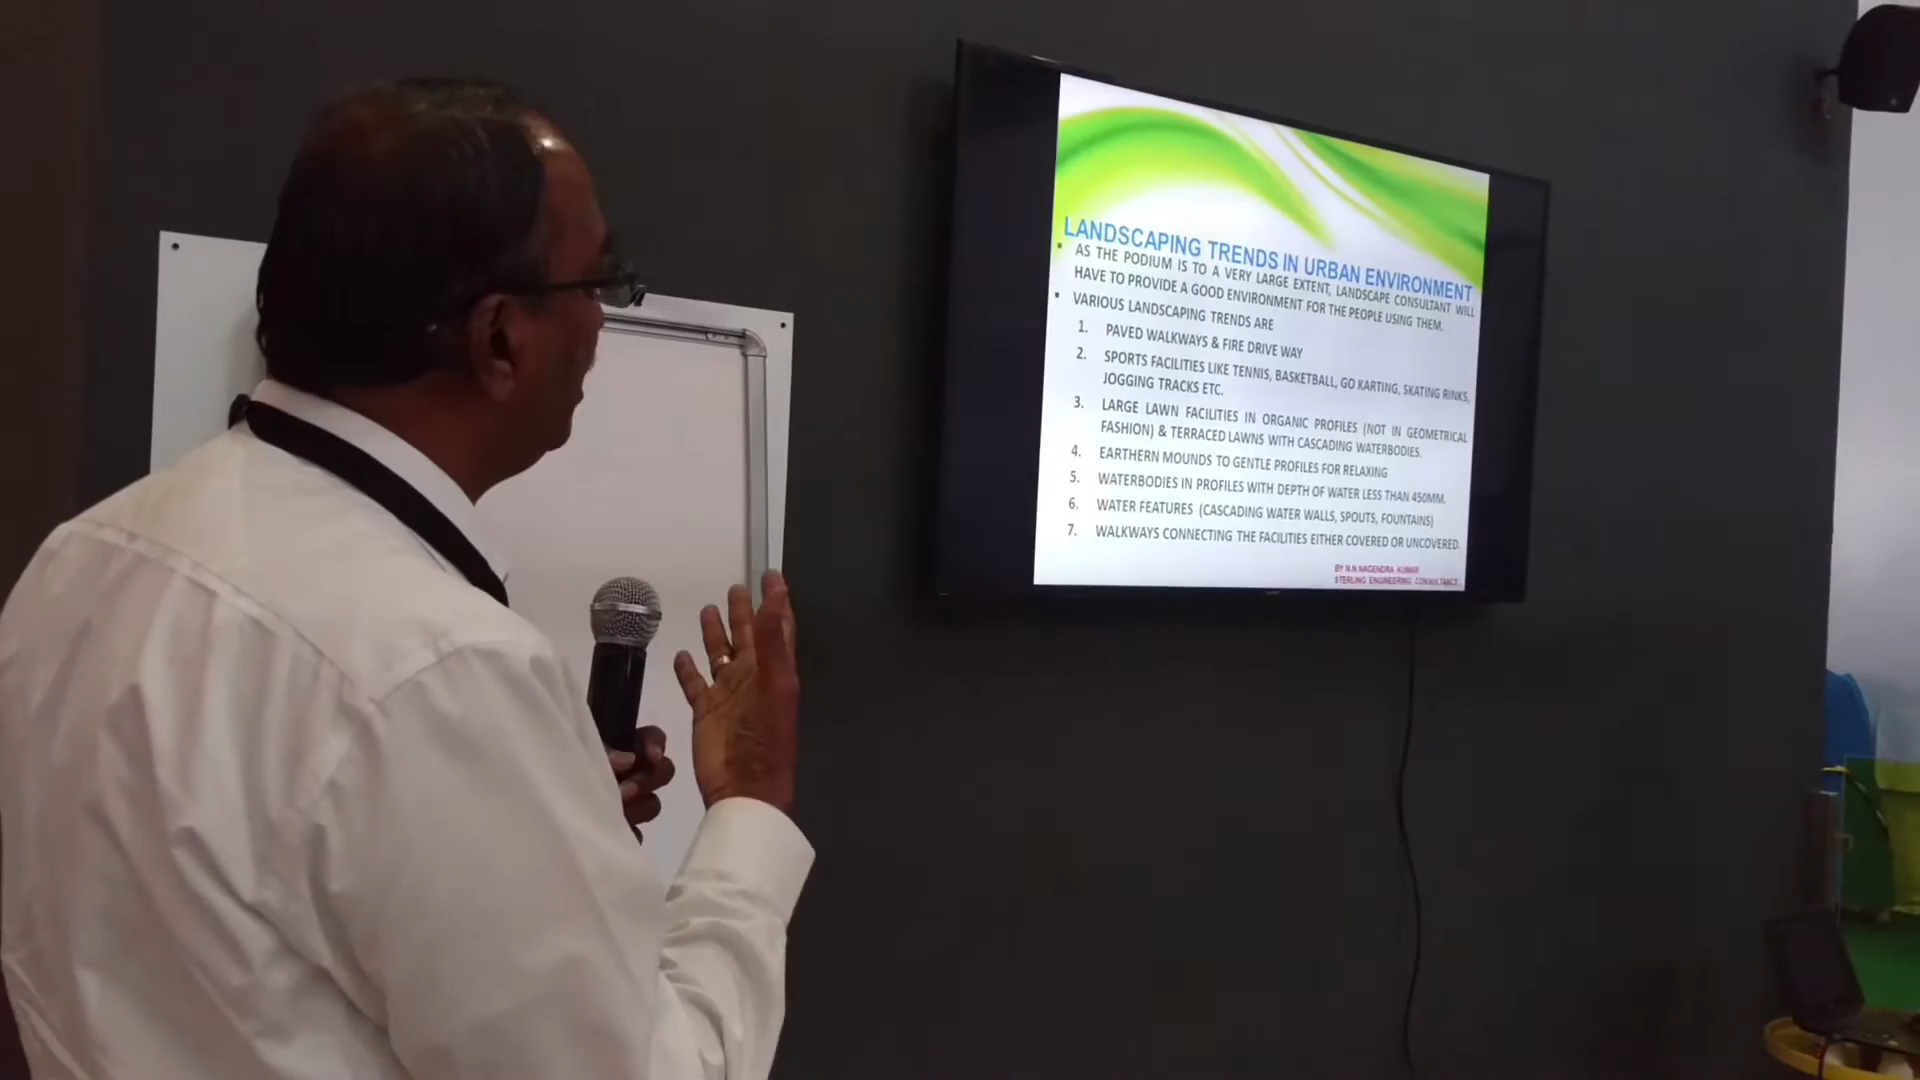 LANDSCAPING TRENDS IN URBAN ENVIRONMENT
• AS THE PODIUM IS TO A VERY LARGE EXTENT, LANDSCAPE CONSULTANT WILL
HAVE TO PROVIDE A GOOD ENVIRONMENT FOR THE PEOPLE USING THEM.
• VARIOUS LANDSCAPING TRENDS ARE
1. PAVED WALKWAYS & FIRE DRIVE WAY
2. SPORTS FACILITIES LIKE TENNIS, BASKETBALL, GO KARTING, SKATING RINKS,
JOGGING TRACKS ETC.
3. LARGE LAWN FACILITIES IN ORGANIC PROFILES (NOT IN GEOMETRICAL
FASHION) & TERRACED LAWNS WITH CASCADING WATERBODIES.
4. EARTHERN MOUNDS TO GENTLE PROFILES FOR RELAXING
5. WATERBODIES IN PROFILES WITH DEPTH OF WATER LESS THAN 450MM.
6. WATER FEATURES (CASCADING WATER WALLS, SPOUTS, FOUNTAINS)
7. WALKWAYS CONNECTING THE FACILITIES EITHER COVERED OR UNCOVERED.
BY N.N.NAGENDRA KUMAR
STERLING ENGINEERING CONSULTANCY